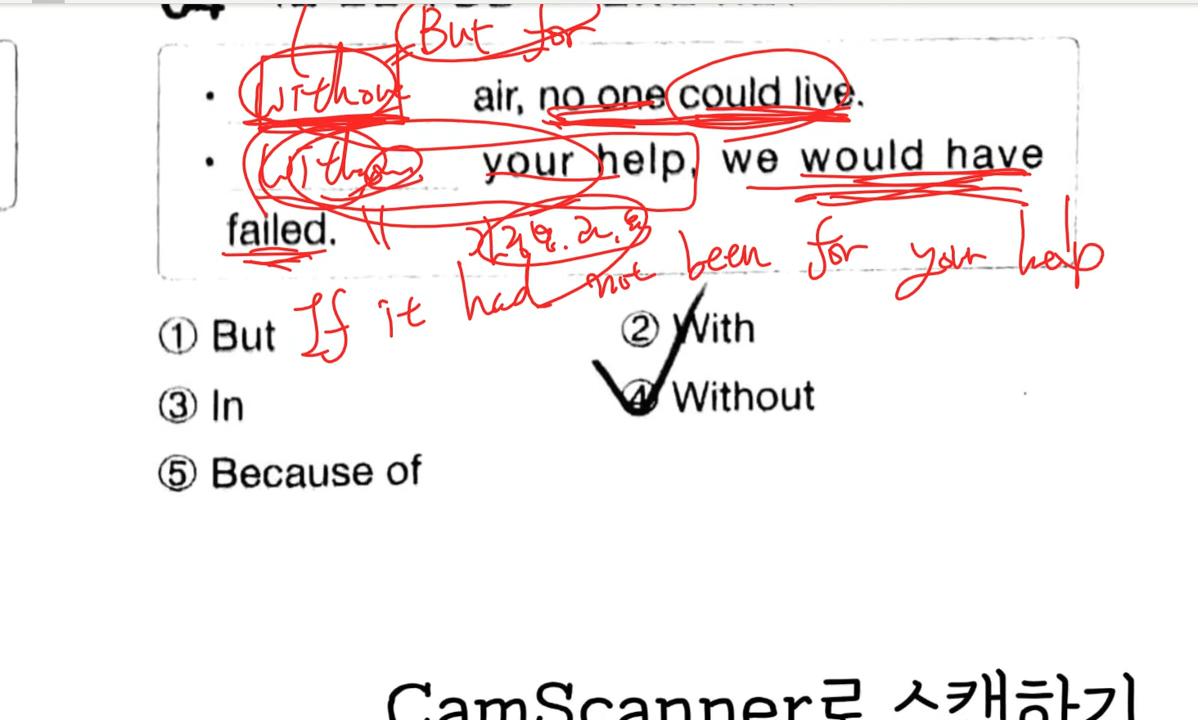 But for
• without air, no one could live.
• without your help, we would have
failed.
If it had not been for your help
① But ② With
③ In ④ Without
⑤ Because of
CamScanner로 스캔하기